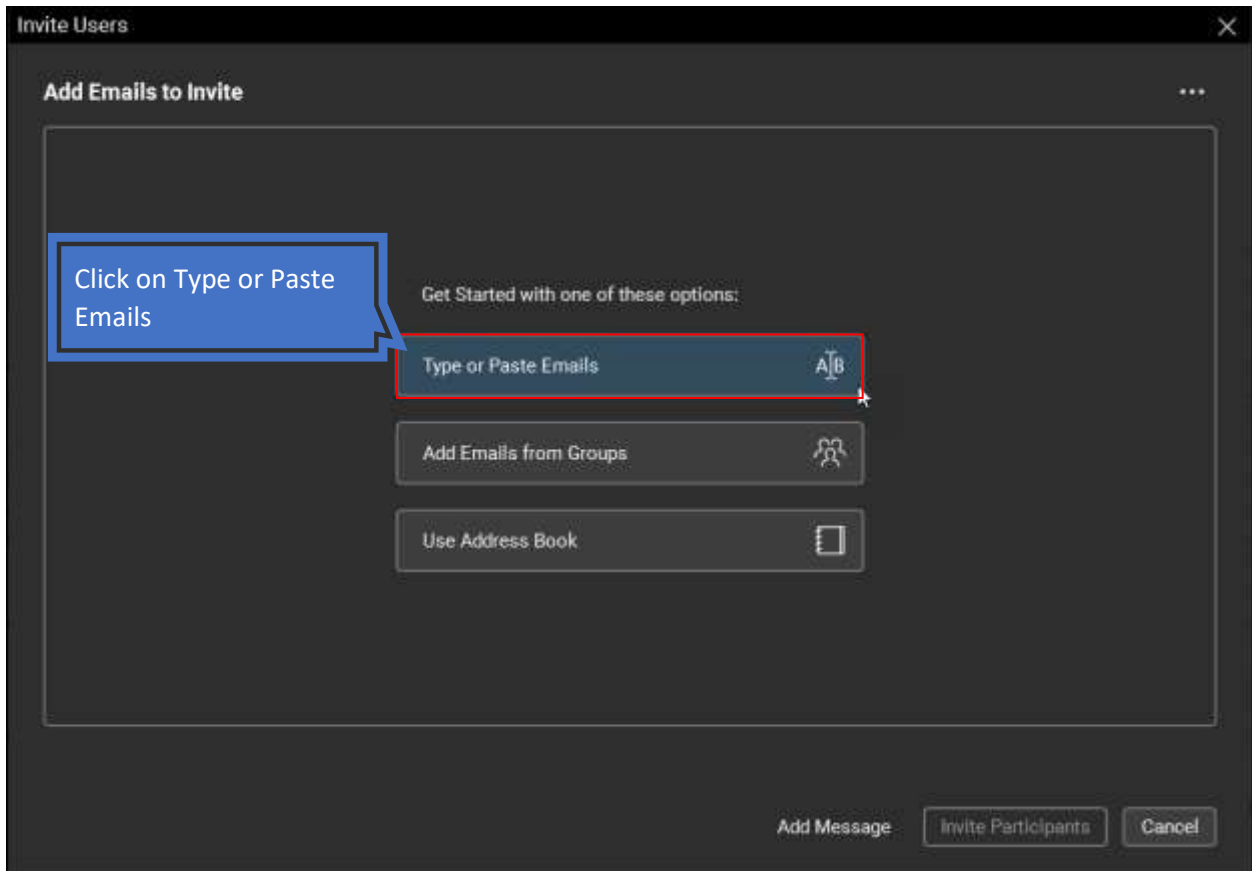 Invite Users
Add Emails to Invite
Click on Type or Paste
Emails
Get Started with one of these options:
Type or Paste Emails
Add Emails from Groups
Use Address Book
Add Message
Invite Participants
Cancel